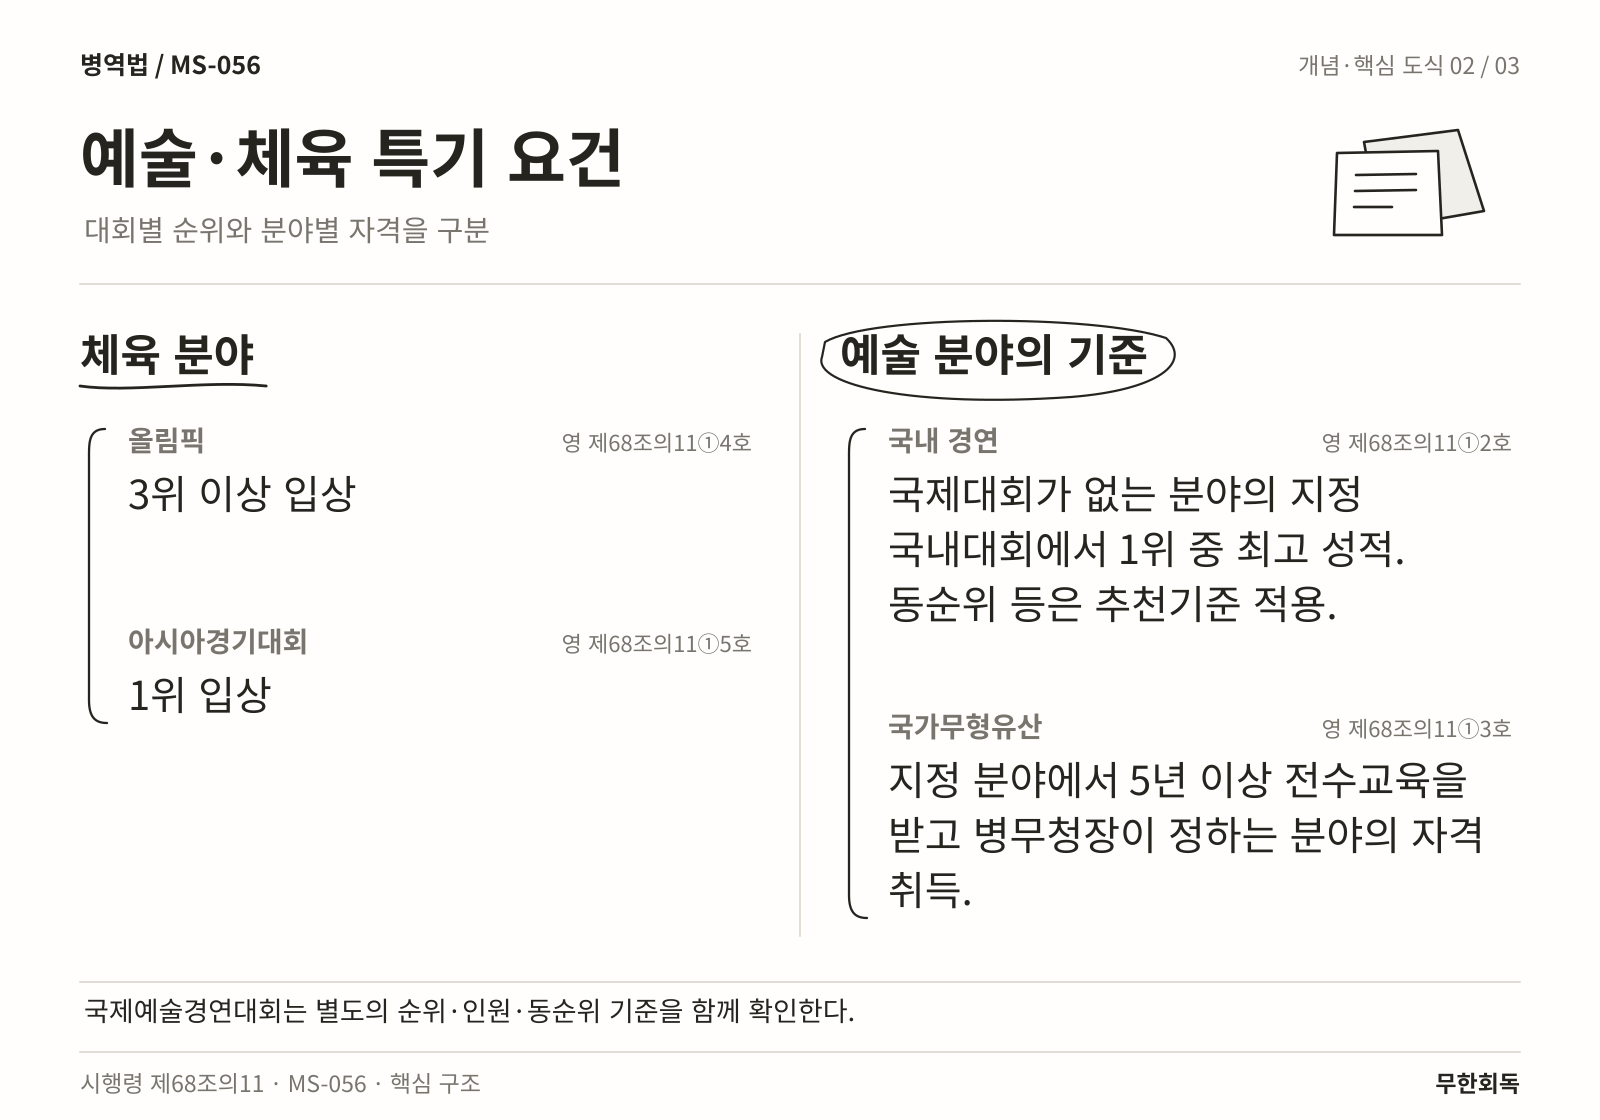 병역법 / MS-056
개념·핵심 도식 02 / 03
예술·체육 특기 요건
대회별 순위와 분야별 자격을 구분
체육 분야
올림픽
영 제68조의11①4호
3위 이상 입상
아시아경기대회
영 제68조의11①5호
1위 입상
예술 분야의 기준
국내 경연
영 제68조의11①2호
국제대회가 없는 분야의 지정
국내대회에서 1위 중 최고 성적.
동순위 등은 추천기준 적용.
국가무형유산
영 제68조의11①3호
지정 분야에서 5년 이상 전수교육을
받고 병무청장이 정하는 분야의 자격
취득.
국제예술경연대회는 별도의 순위·인원·동순위 기준을 함께 확인한다.
시행령 제68조의11 · MS-056 · 핵심 구조
무한회독